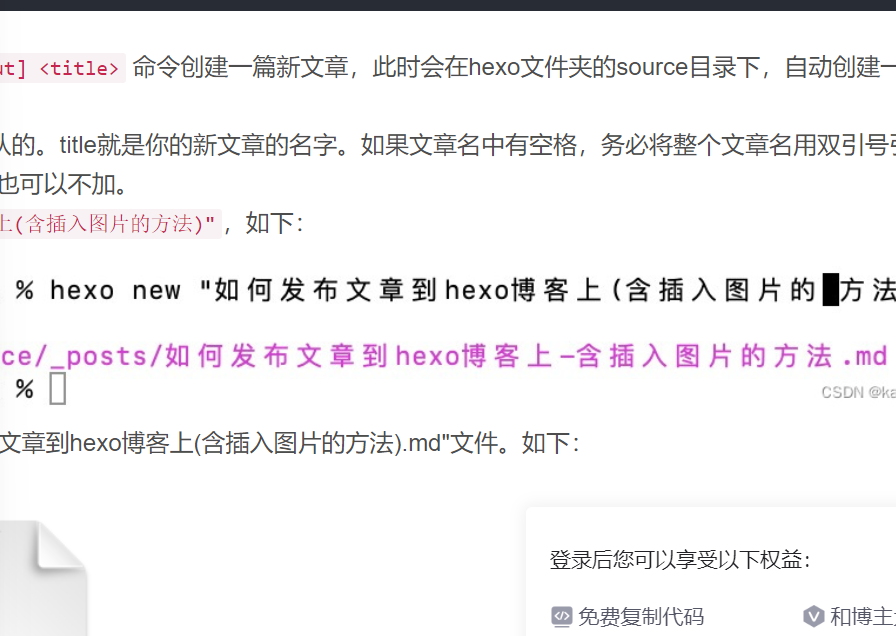 ut] <title> 命令创建一篇新文章，此时会在hexo文件夹的source目录下，自动创建一
认的。title就是你的新文章的名字。如果文章名中有空格，务必将整个文章名用双引号引
也可以不加。
上(含插入图片的方法)"，如下：
% hexo new "如何发布文章到hexo博客上(含插入图片的 方法
ce/_posts/如何发布文章到hexo博客上-含插入图片的方法.md
%
CSDN @ka
文章到hexo博客上(含插入图片的方法).md"文件。如下：
登录后您可以享受以下权益：
免费复制代码
和博主